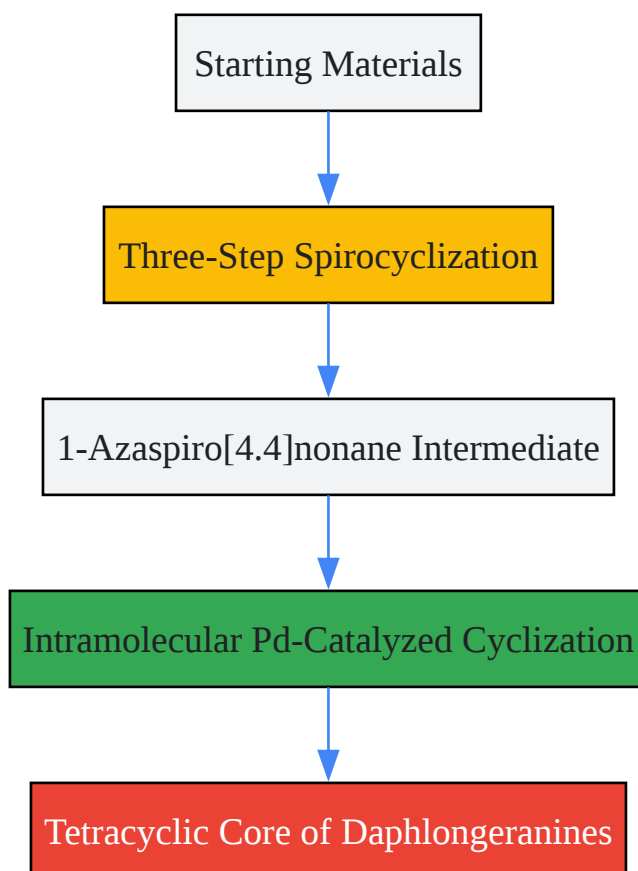 Starting Materials
Three-Step Spirocyclization
1-Azaspiro[4.4]nonane Intermediate
Intramolecular Pd-Catalyzed Cyclization
Tetracyclic Core of Daphlongeranines